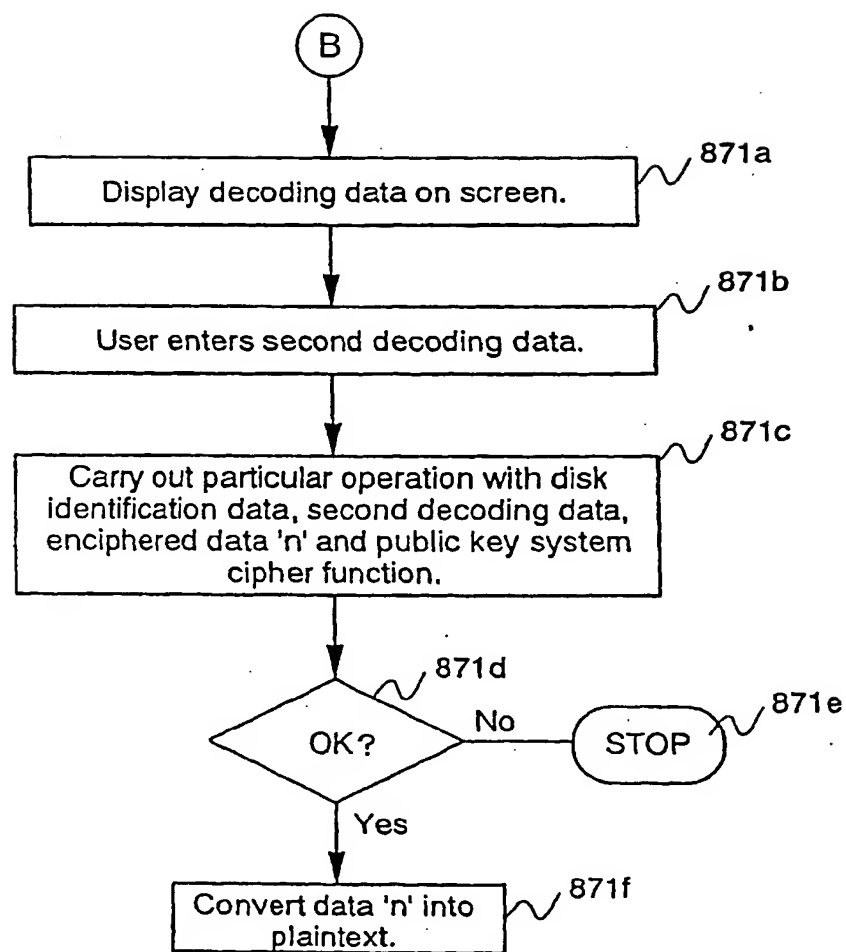 B
871a
Display decoding data on screen.
871b
User enters second decoding data.
871c
Carry out particular operation with disk
identification data, second decoding data,
enciphered data 'n' and public key system
cipher function.
871d
OK?
No
871e
STOP
Yes
871f
Convert data 'n' into
plaintext.